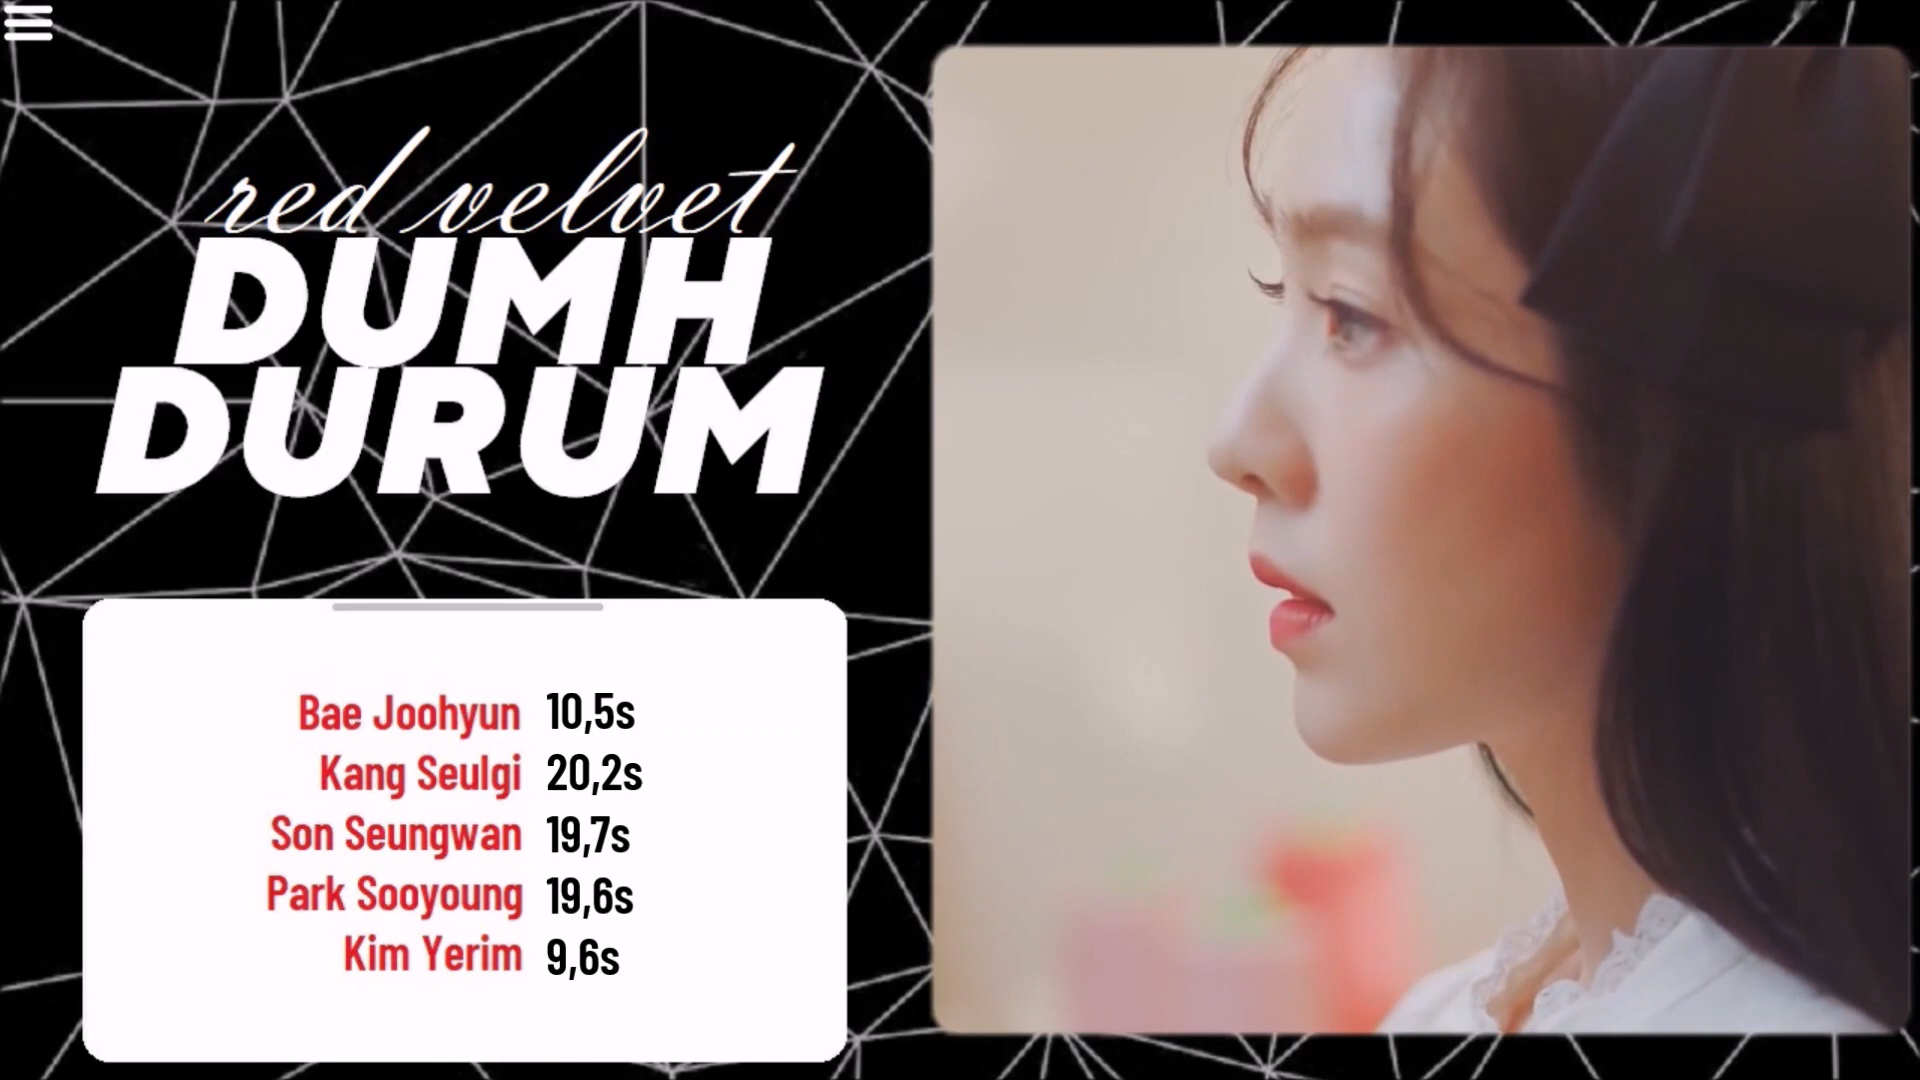 red velvet
DUMH
DURUM
Bae Joohyun 10,5s
Kang Seulgi 20,2s
Son Seungwan 19,7s
Park Sooyoung 19,6s
Kim Yerim 9,6s